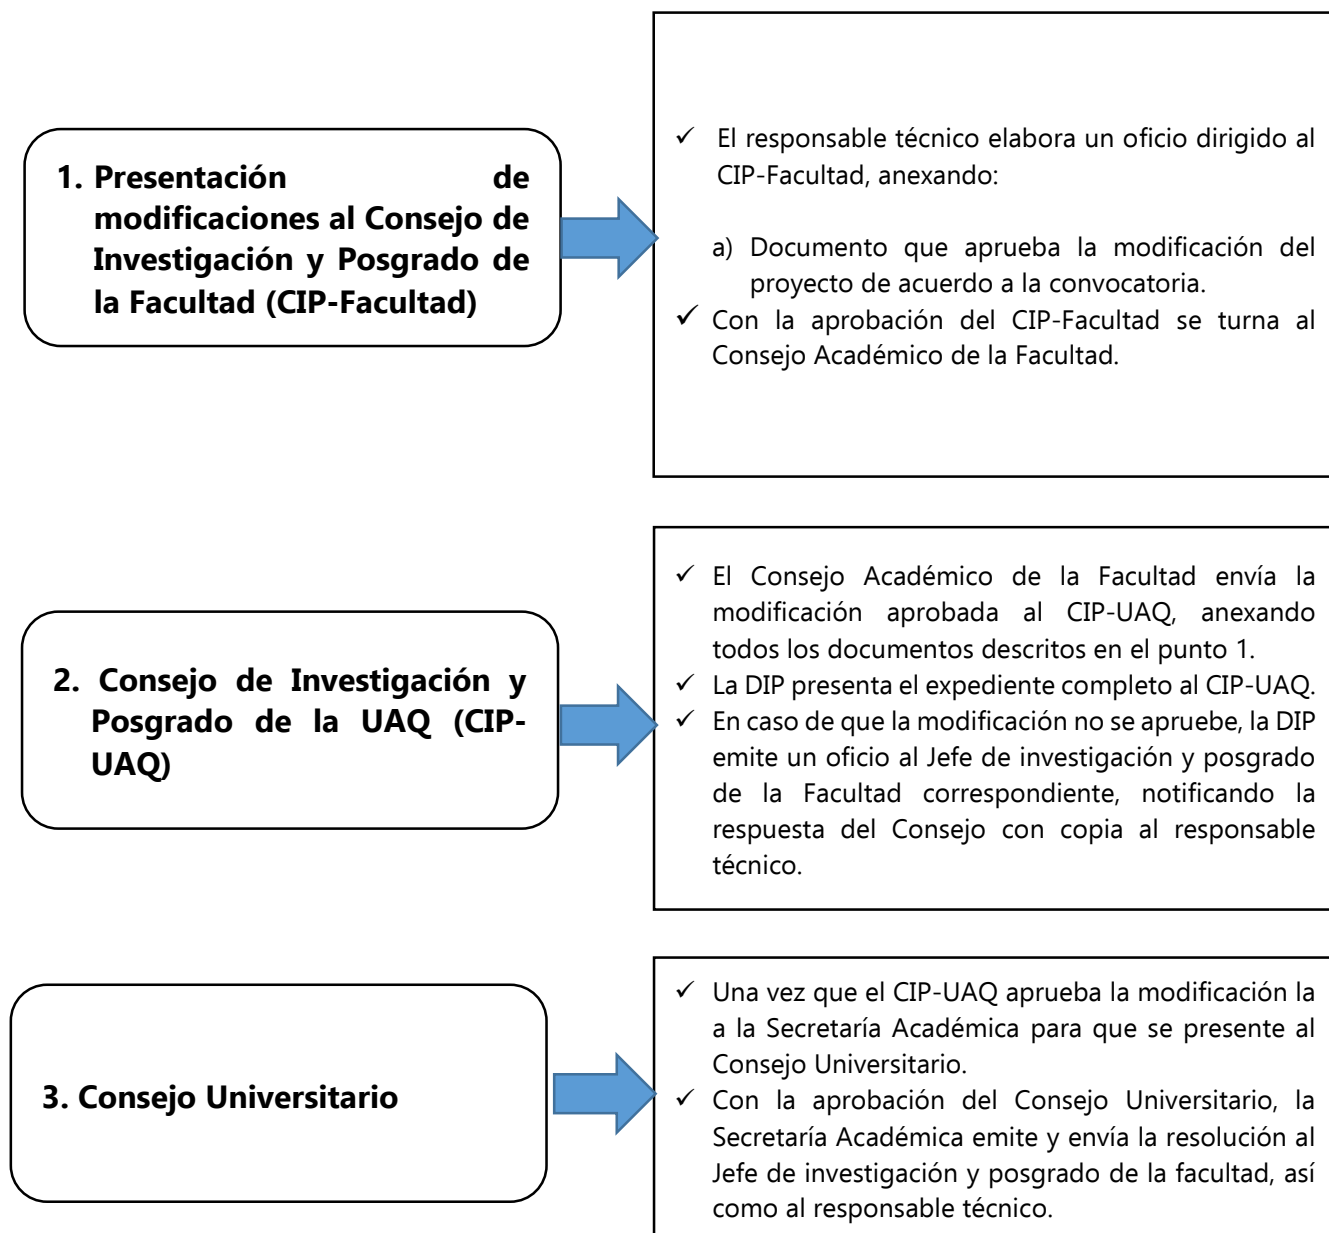 1. Presentación de
modificaciones al Consejo de
Investigación y Posgrado de
la Facultad (CIP-Facultad)
✓ El responsable técnico elabora un oficio dirigido al
CIP-Facultad, anexando:
a) Documento que aprueba la modificación del
proyecto de acuerdo a la convocatoria.
✓ Con la aprobación del CIP-Facultad se turna al
Consejo Académico de la Facultad.
2. Consejo de Investigación y
Posgrado de la UAQ (CIP-
UAQ)
✓ El Consejo Académico de la Facultad envía la
modificación aprobada al CIP-UAQ, anexando
todos los documentos descritos en el punto 1.
✓ La DIP presenta el expediente completo al CIP-UAQ.
✓ En caso de que la modificación no se apruebe, la DIP
emite un oficio al Jefe de investigación y posgrado
de la Facultad correspondiente, notificando la
respuesta del Consejo con copia al responsable
técnico.
3. Consejo Universitario
✓ Una vez que el CIP-UAQ aprueba la modificación la
a la Secretaría Académica para que se presente al
Consejo Universitario.
✓ Con la aprobación del Consejo Universitario, la
Secretaría Académica emite y envía la resolución al
Jefe de investigación y posgrado de la facultad, así
como al responsable técnico.